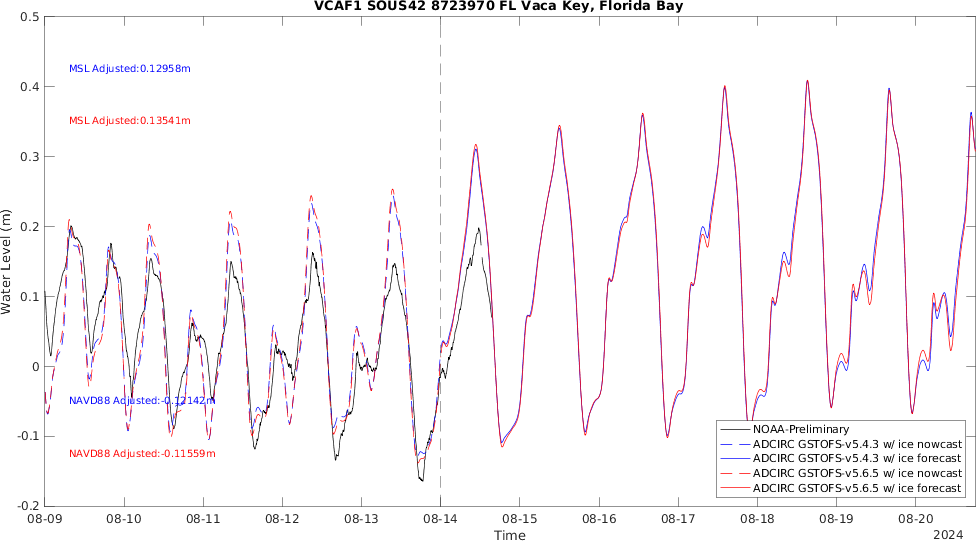 VCAF1 SOUS42 8723970 FL Vaca Key, Florida Bay
0.5
0.4
0.3
0.2
0.1
0
-0.1
-0.2
Water Level (m)
MSL Adjusted:0.12958m
MSL Adjusted:0.13541m
NAVD88 Adjusted:-0.12142m
NAVD88 Adjusted:-0.11559m
NOAA-Preliminary
ADCIRC GSTOFS-v5.4.3 w/ ice nowcast
ADCIRC GSTOFS-v5.4.3 w/ ice forecast
ADCIRC GSTOFS-v5.6.5 w/ ice nowcast
ADCIRC GSTOFS-v5.6.5 w/ ice forecast
08-09 08-10 08-11 08-12 08-13 08-14 08-15 08-16 08-17 08-18 08-19 08-20
Time
2024